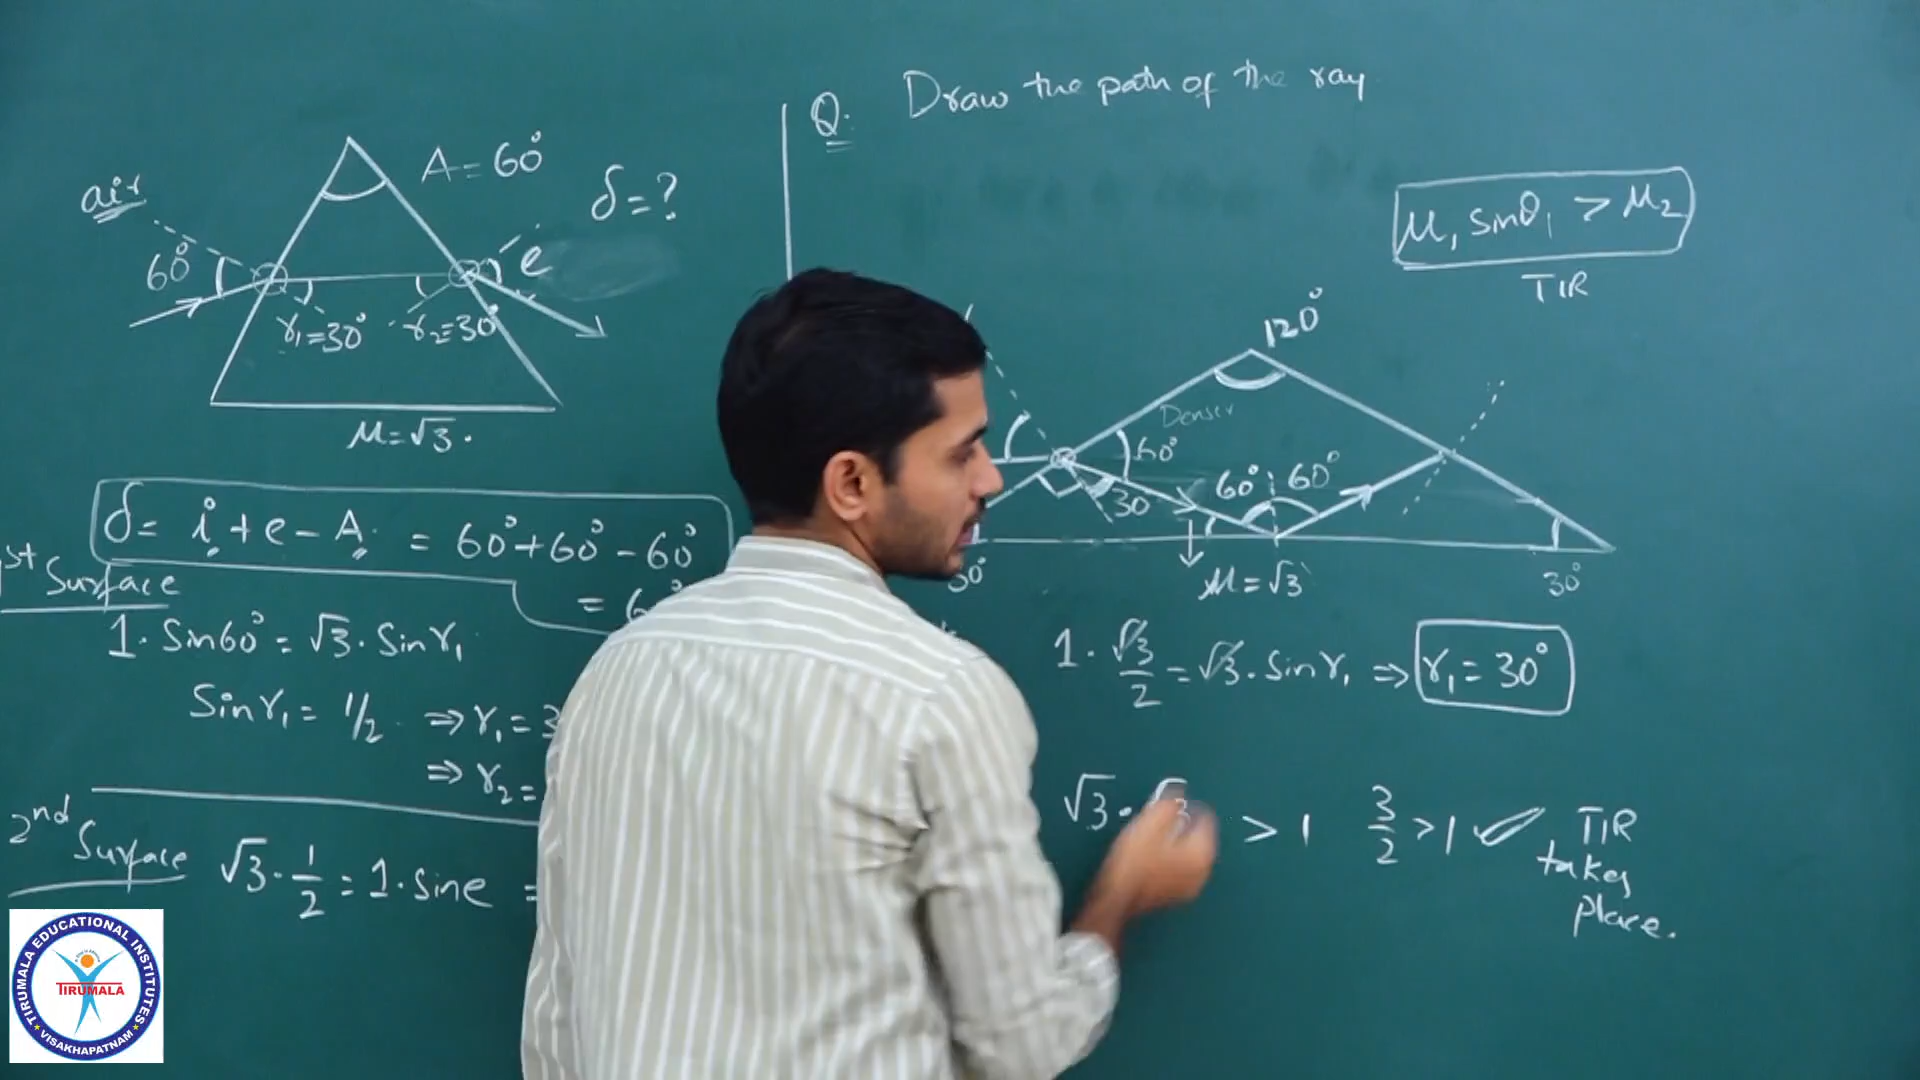 air
A = 60°
δ = ?
60°
e
r₁ = 30°
r₂ = 30°
μ = √3.
δ = i + e - A = 60° + 60° - 60°
st Surface
1. Sin60° = √3. Sin r₁
Sin r₁ = 1/2 ⇒ r₁ = 3
⇒ r₂ =
2nd Surface
√3. 1/2 = 1. sin e =
Q. Draw the path of the ray
μ₁ sinθ₁ > μ₂
TIR
120°
Denser
60°
30
60° 60°
30°
μ = √3
30°
1. √3/2 = √3. Sin r₁ ⇒ r₁ = 30°
√3. > 1
3/2 > 1 ✓ TIR
takes
place.
TIRUMALA EDUCATIONAL INSTITUTES
TIRUMALA
★ VISAKHAPATNAM ★